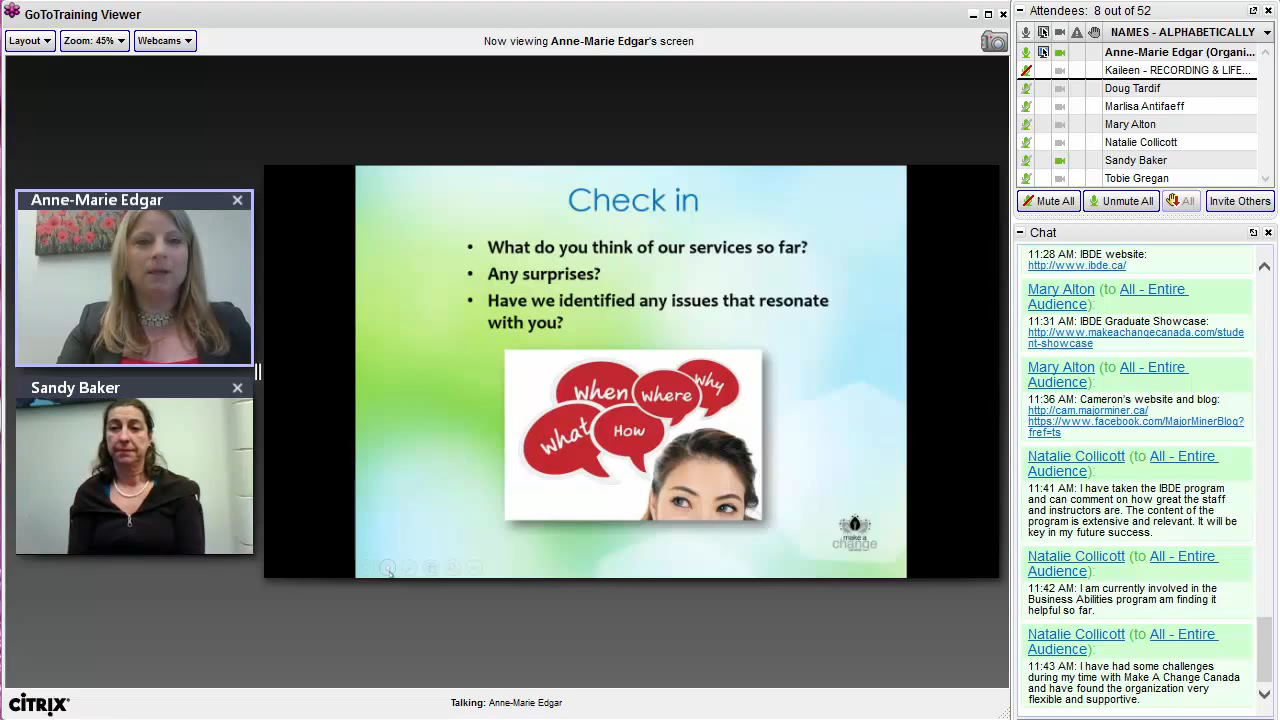 GoToTraining Viewer
Layout
Zoom: 45%
Webcams
Now viewing Anne-Marie Edgar's screen
Anne-Marie Edgar
Sandy Baker
Check in
• What do you think of our services so far?
• Any surprises?
• Have we identified any issues that resonate
with you?
when
where
why
what
How
make a
change
CİTRIX
Talking: Anne-Marie Edgar
Attendees: 8 out of 52
NAMES - ALPHABETICALLY
Anne-Marie Edgar (Organi...
Kaileen - RECORDING & LIFE...
Doug Tardif
Marlisa Antifaeff
Mary Alton
Natalie Collicott
Sandy Baker
Tobie Gregan
Mute All
Unmute All
All
Invite Others
Chat
11:28 AM: IBDE website:
http://www.ibde.ca/
Mary Alton (to All - Entire
Audience):
11:31 AM: IBDE Graduate Showcase:
http://www.makeachangecanada.com/stude
nt-showcase
Mary Alton (to All - Entire
Audience):
11:36 AM: Cameron's website and blog:
http://cam.majorminer.ca/
https://www.facebook.com/MajorMinerBlog?
fref=ts
Natalie Collicott (to All - Entire
Audience):
11:41 AM: I have taken the IBDE program
and can comment on how great the staff
and instructors are. The content of the
program is extensive and relevant. It will be
key in my future success.
Natalie Collicott (to All - Entire
Audience):
11:42 AM: I am currently involved in the
Business Abilities program am finding it
helpful so far.
Natalie Collicott (to All - Entire
Audience):
11:43 AM: I have had some challenges
during my time with Make A Change Canada
and have found the organization very
flexible and supportive.